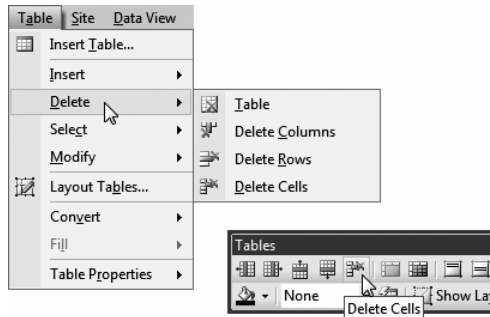 Table Site Data View
Insert Table...
Insert
Delete
Select
Modify
Layout Tables...
Convert
Fill
Table Properties
Table
Delete Columns
Delete Rows
Delete Cells
Tables
None Show La
Delete Cells